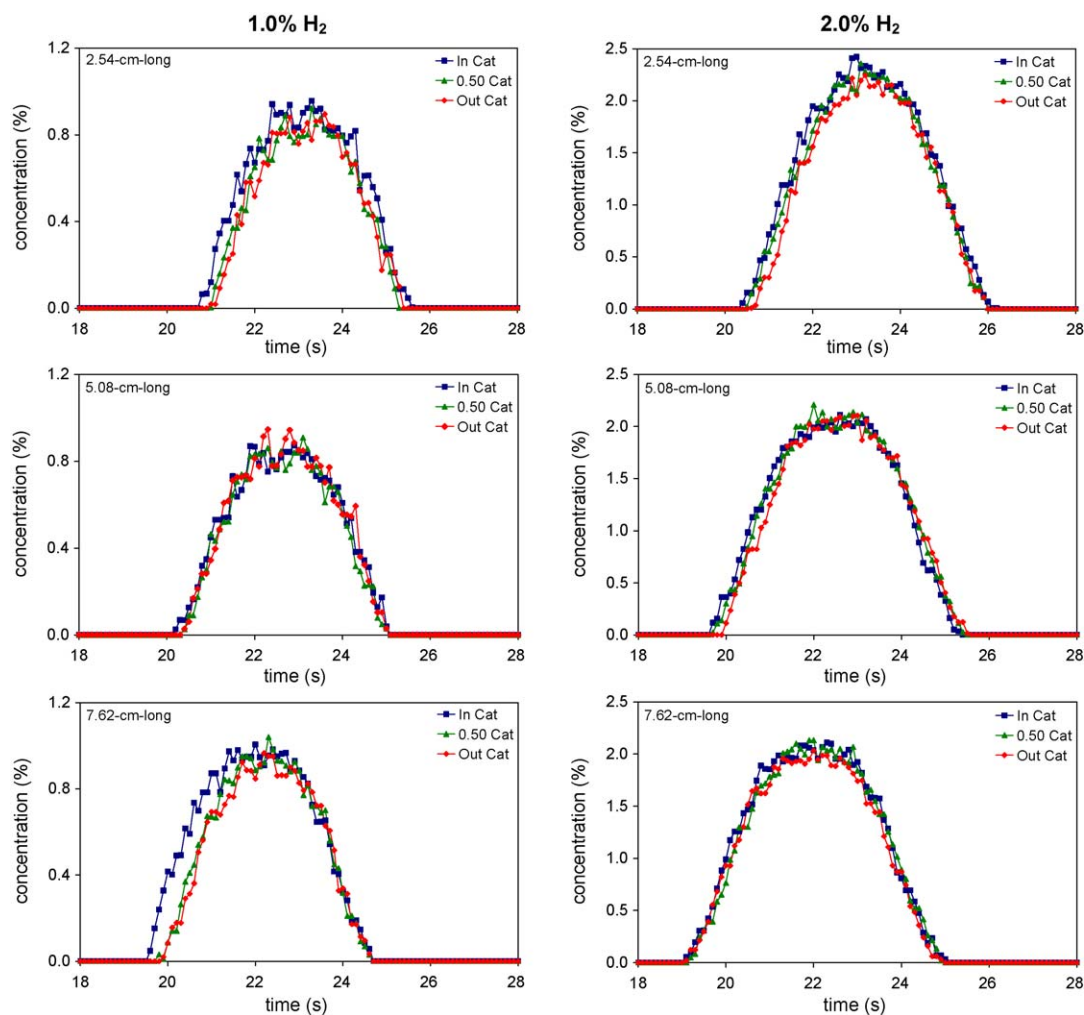 1.0% H₂
2.0% H₂
1.2
2.54-cm-long
In Cat
0.50 Cat
Out Cat
0.8
0.4
0.0
concentration (%)
18 20 22 24 26 28
time (s)
2.5
2.54-cm-long
In Cat
0.50 Cat
Out Cat
2.0
1.5
1.0
0.5
0.0
concentration (%)
18 20 22 24 26 28
time (s)
1.2
5.08-cm-long
In Cat
0.50 Cat
Out Cat
0.8
0.4
0.0
concentration (%)
18 20 22 24 26 28
time (s)
2.5
5.08-cm-long
In Cat
0.50 Cat
Out Cat
2.0
1.5
1.0
0.5
0.0
concentration (%)
18 20 22 24 26 28
time (s)
1.2
7.62-cm-long
In Cat
0.50 Cat
Out Cat
0.8
0.4
0.0
concentration (%)
18 20 22 24 26 28
time (s)
2.5
7.62-cm-long
In Cat
0.50 Cat
Out Cat
2.0
1.5
1.0
0.5
0.0
concentration (%)
18 20 22 24 26 28
time (s)